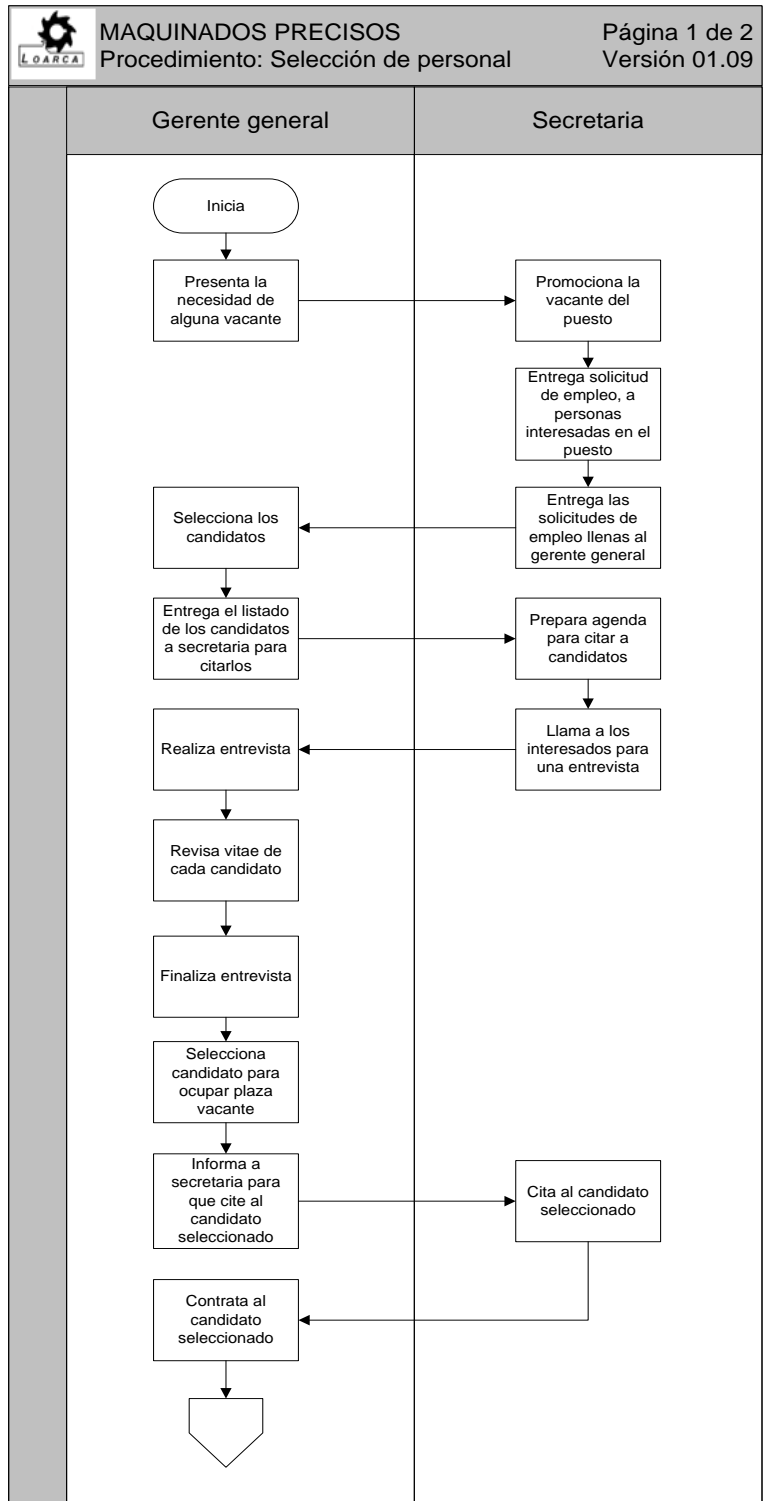 LOARCA
MAQUINADOS PRECISOS
Procedimiento: Selección de personal
Página 1 de 2
Versión 01.09
Gerente general
Secretaria
Inicia
Presenta la
necesidad de
alguna vacante
Promociona la
vacante del
puesto
Entrega solicitud
de empleo, a
personas
interesadas en el
puesto
Entrega las
solicitudes de
empleo llenas al
gerente general
Selecciona los
candidatos
Entrega el listado
de los candidatos
a secretaria para
citarlos
Prepara agenda
para citar a
candidatos
Llama a los
interesados para
una entrevista
Realiza entrevista
Revisa vitae de
cada candidato
Finaliza entrevista
Selecciona
candidato para
ocupar plaza
vacante
Informa a
secretaria para
que cite al
candidato
seleccionado
Cita al candidato
seleccionado
Contrata al
candidato
seleccionado